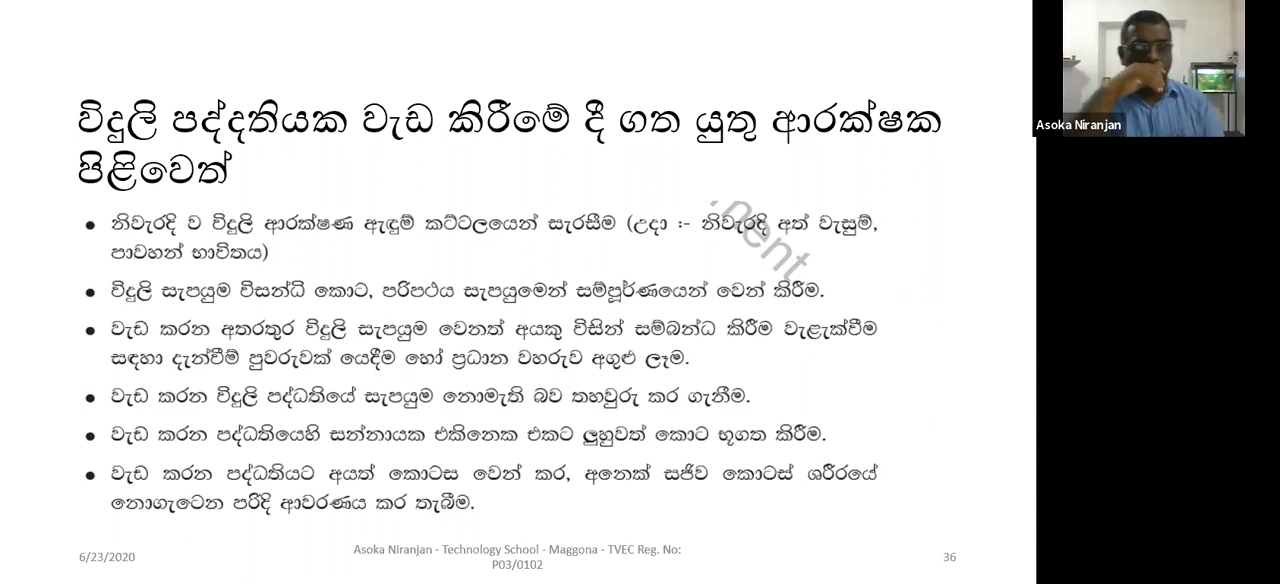 විදුලි පද්දතියක වැඩ කිරීමේ දී ගත යුතු ආරක්ෂක
පිළිවෙත්
• නිවැරදි ව විදුලි ආරක්ෂණ ඇඳුම් කට්ටලයෙන් සැරසීම (උදා :- නිවැරදි අත් වැසුම්,
පාවහන් භාවිතය)
• විදුලි සැපයුම විසන්ධි කොට, පරිපථය සැපයුමෙන් සම්පූර්ණයෙන් වෙන් කිරීම.
• වැඩ කරන අතරතුර විදුලි සැපයුම වෙනත් අයකු විසින් සම්බන්ධ කිරීම වැළැක්වීම
සඳහා දැන්වීම් පුවරුවක් යෙදීම හෝ ප්‍රධාන වහරුව අගුළු ලෑම.
• වැඩ කරන විදුලි පද්ධතියේ සැපයුම නොමැති බව තහවුරු කර ගැනීම.
• වැඩ කරන පද්ධතියෙහි සන්නායක එකිනෙක එකට ලුහුවත් කොට භූගත කිරීම.
• වැඩ කරන පද්ධතියට අයත් කොටස වෙන් කර, අනෙක් සජිව කොටස් ශරීරයේ
නොගැටෙන පරිදි ආවරණය කර තැබීම.
nent
6/23/2020
Asoka Niranjan - Technology School - Maggona - TVEC Reg. No:
P03/0102
36
Asoka Niranjan